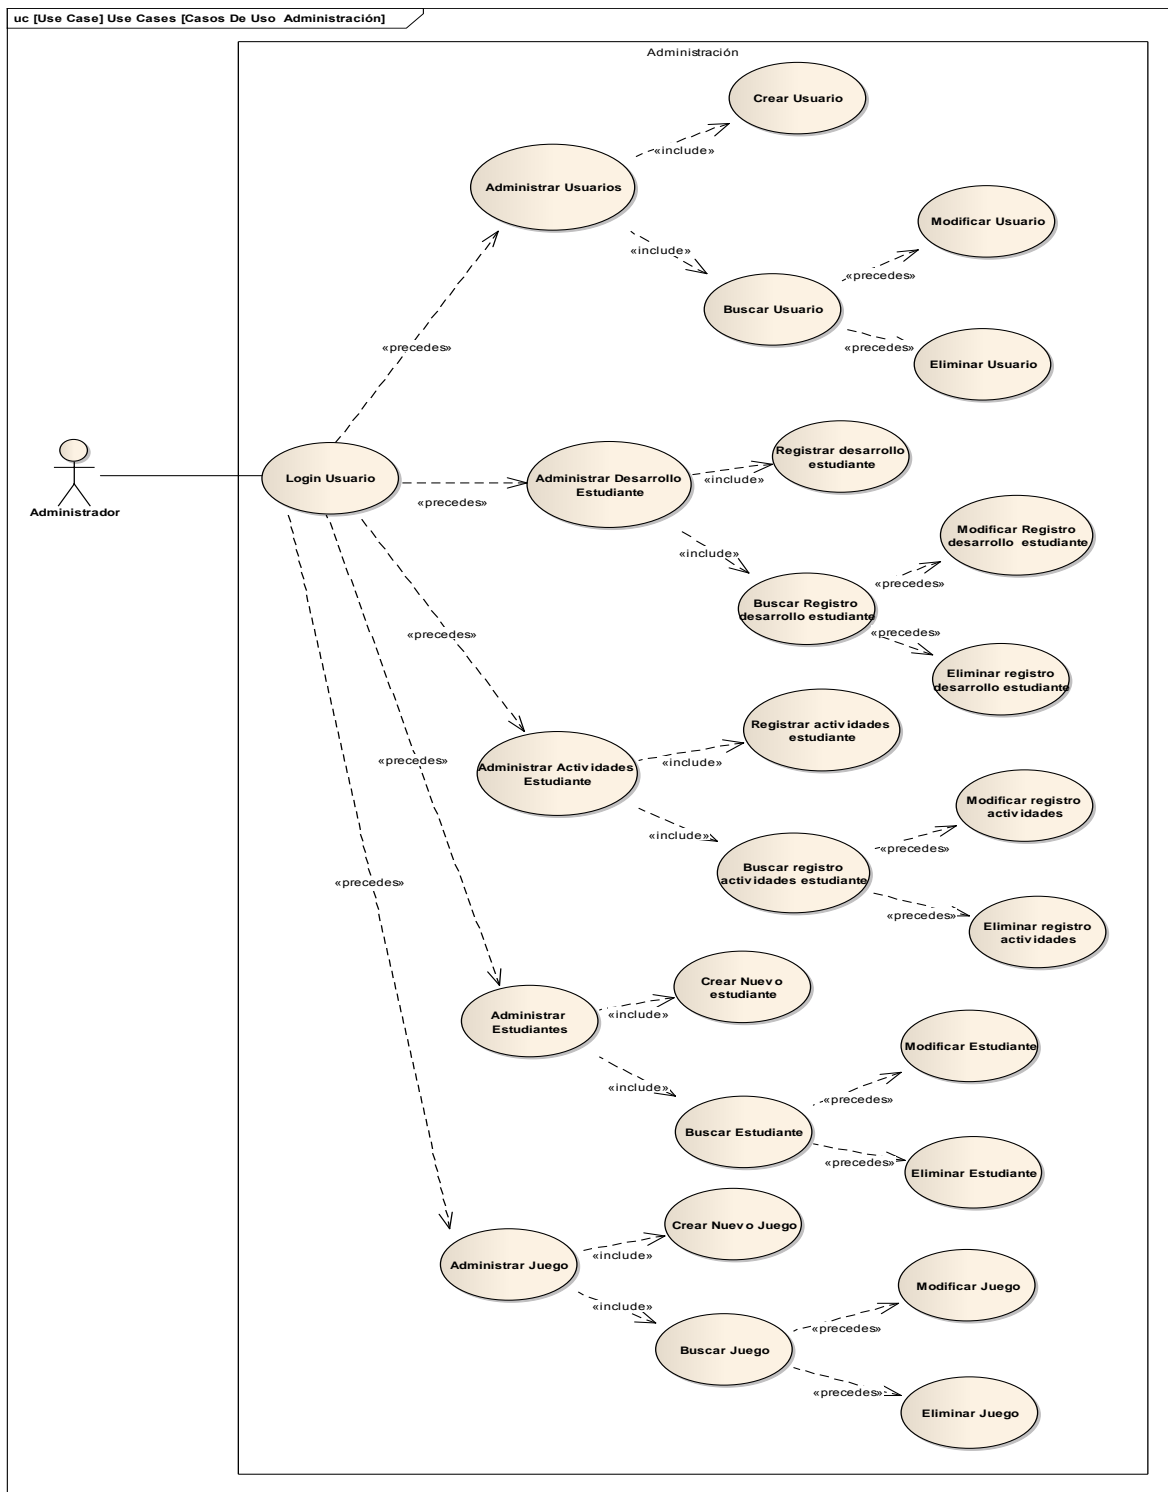 uc [Use Case] Use Cases [Casos De Uso  Administración]
Administración
Crear Usuario
«include»
Administrar Usuarios
Modificar Usuario
«include»
«precedes»
Buscar Usuario
«precedes»
«precedes»
Eliminar Usuario
Administrador
Login Usuario
«precedes»
Administrar Desarrollo
Estudiante
Registrar desarrollo
estudiante
«include»
«include»
Modificar Registro
desarrollo  estudiante
«precedes»
Buscar Registro
desarrollo estudiante
«precedes»
«precedes»
Eliminar registro
desarrollo estudiante
Registrar actividades
estudiante
«include»
Administrar Actividades
Estudiante
«precedes»
Modificar registro
actividades
«include»
«precedes»
Buscar registro
actividades estudiante
«precedes»
«precedes»
Eliminar registro
actividades
Crear Nuevo
estudiante
«include»
Administrar
Estudiantes
Modificar Estudiante
«include»
«precedes»
Buscar Estudiante
«precedes»
Eliminar Estudiante
Crear Nuevo Juego
«include»
Administrar Juego
Modificar Juego
«include»
«precedes»
Buscar Juego
«precedes»
Eliminar Juego